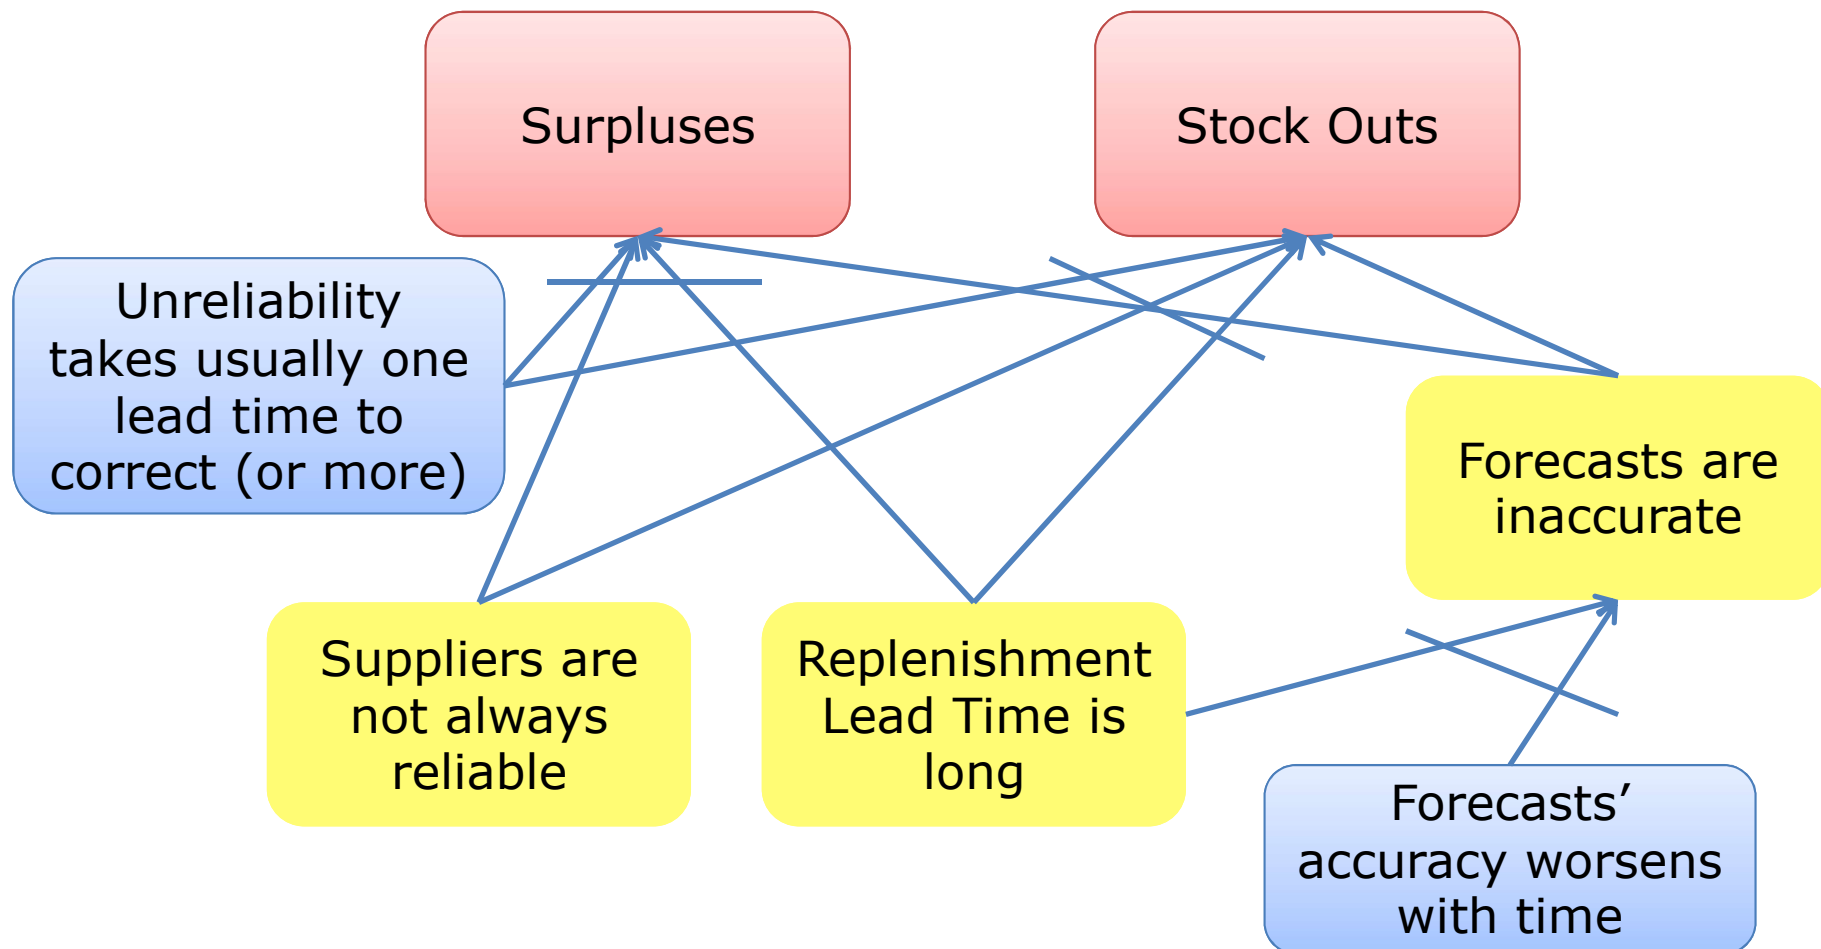 Surpluses
Stock Outs
Unreliability
takes usually one
lead time to
correct (or more)
Forecasts are
inaccurate
Suppliers are
not always
reliable
Replenishment
Lead Time is
long
Forecasts’
accuracy worsens
with time